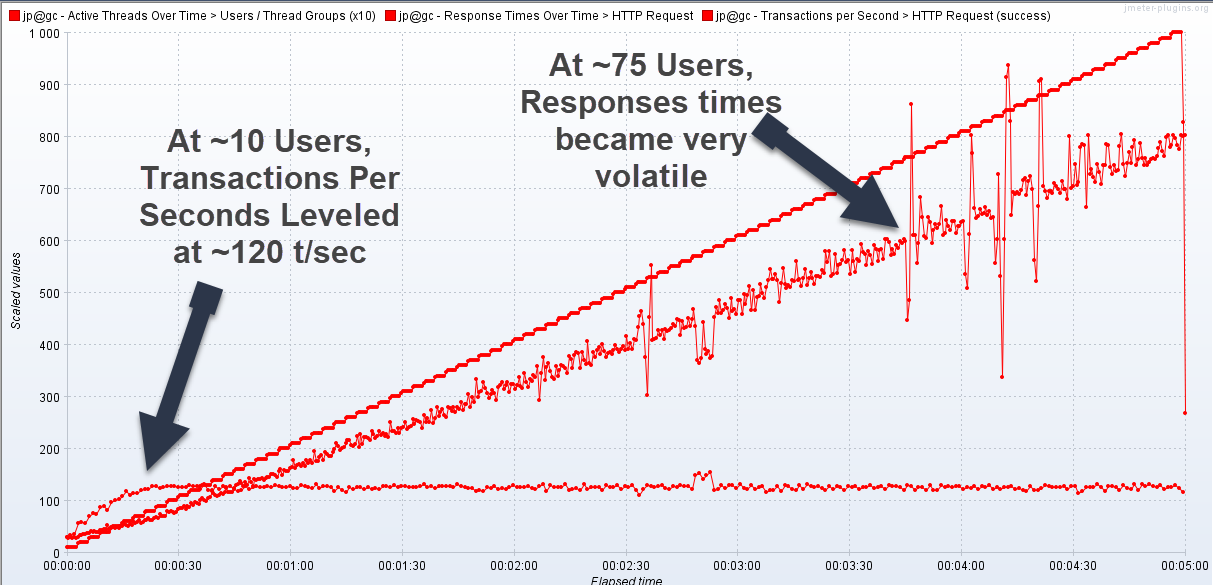 jp@gc - Active Threads Over Time > Users / Thread Groups (x10) jp@gc - Response Times Over Time > HTTP Request jp@gc - Transactions per Second > HTTP Request (success)
jmeter-plugins.org
1 000
900
800
700
600
500
400
300
200
100
0
Scaled values
At ~10 Users,
Transactions Per
Seconds Leveled
at ~120 t/sec
At ~75 Users,
Responses times
became very
volatile
00:00:00 00:00:30 00:01:00 00:01:30 00:02:00 00:02:30 00:03:00 00:03:30 00:04:00 00:04:30 00:05:00
Elapsed time